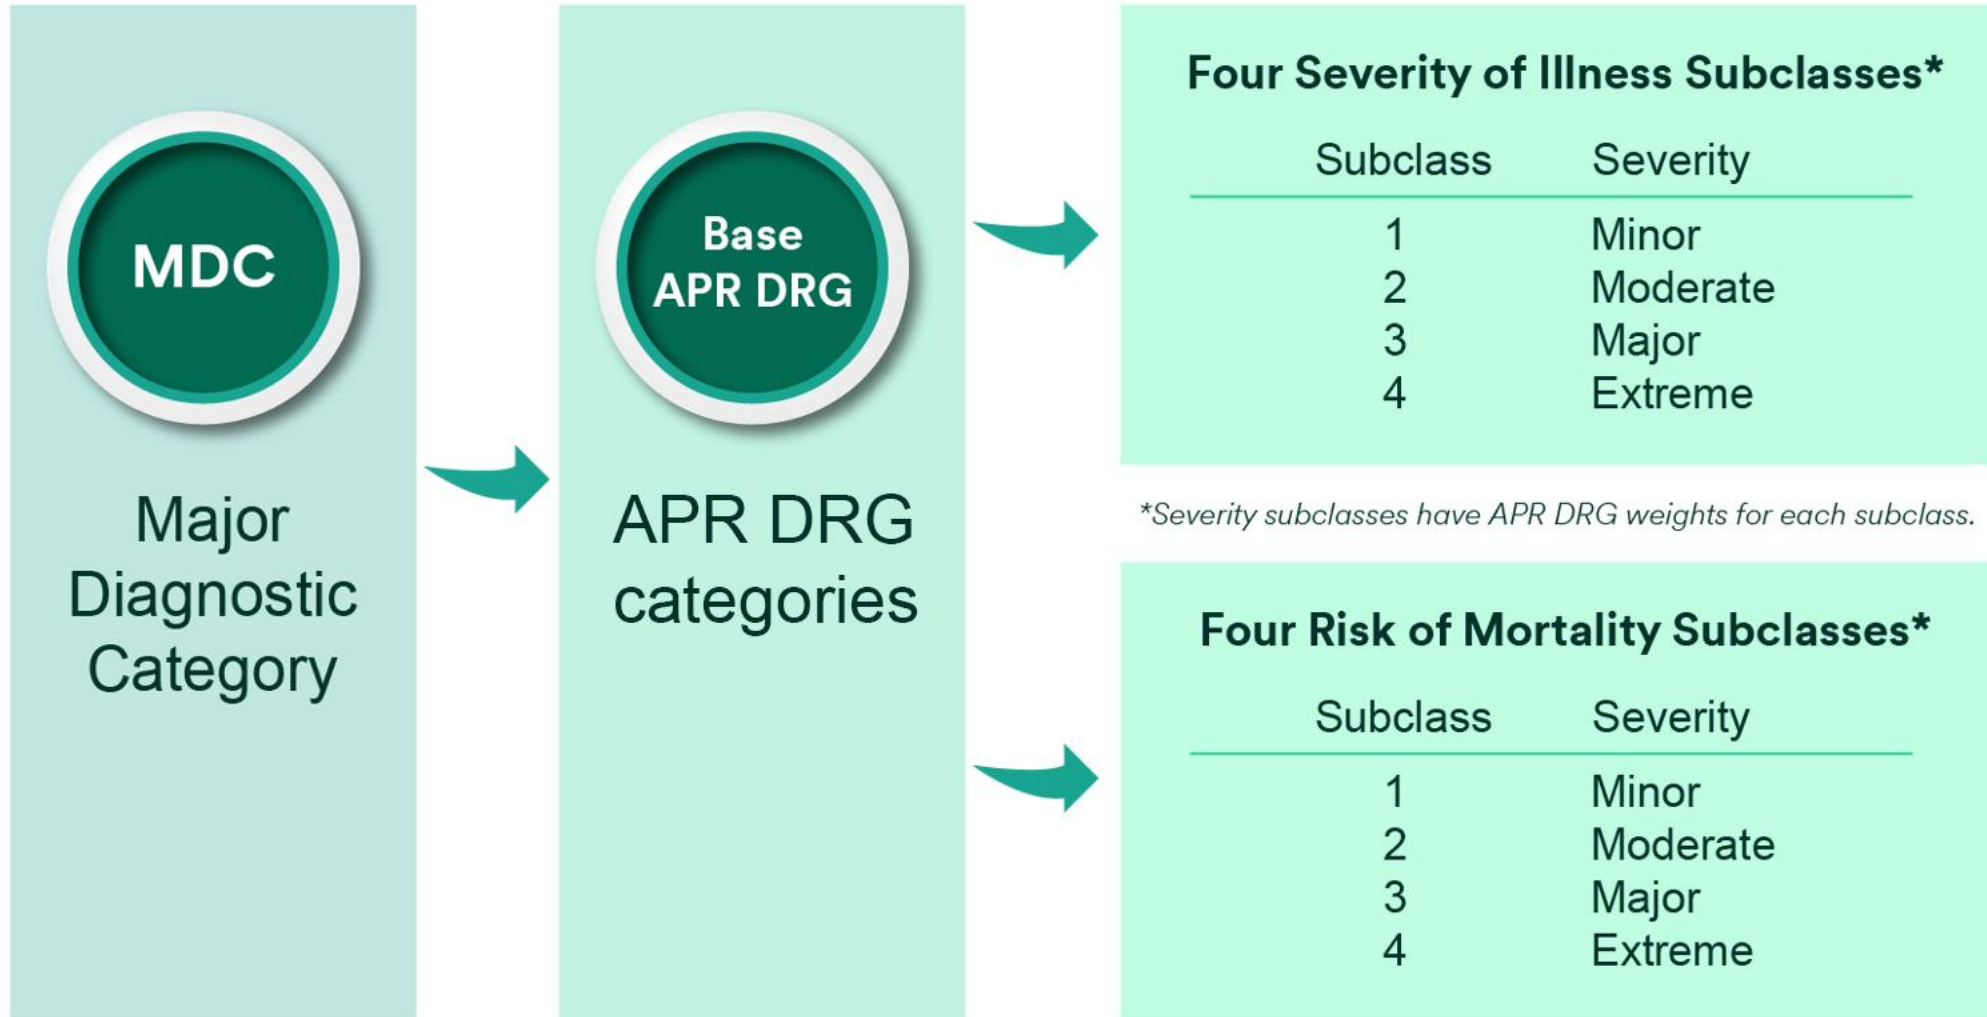 MDC
Major
Diagnostic
Category
Base
APR DRG
APR DRG
categories
Four Severity of Illness Subclasses*
Subclass Severity
1 Minor
2 Moderate
3 Major
4 Extreme
*Severity subclasses have APR DRG weights for each subclass.
Four Risk of Mortality Subclasses*
Subclass Severity
1 Minor
2 Moderate
3 Major
4 Extreme